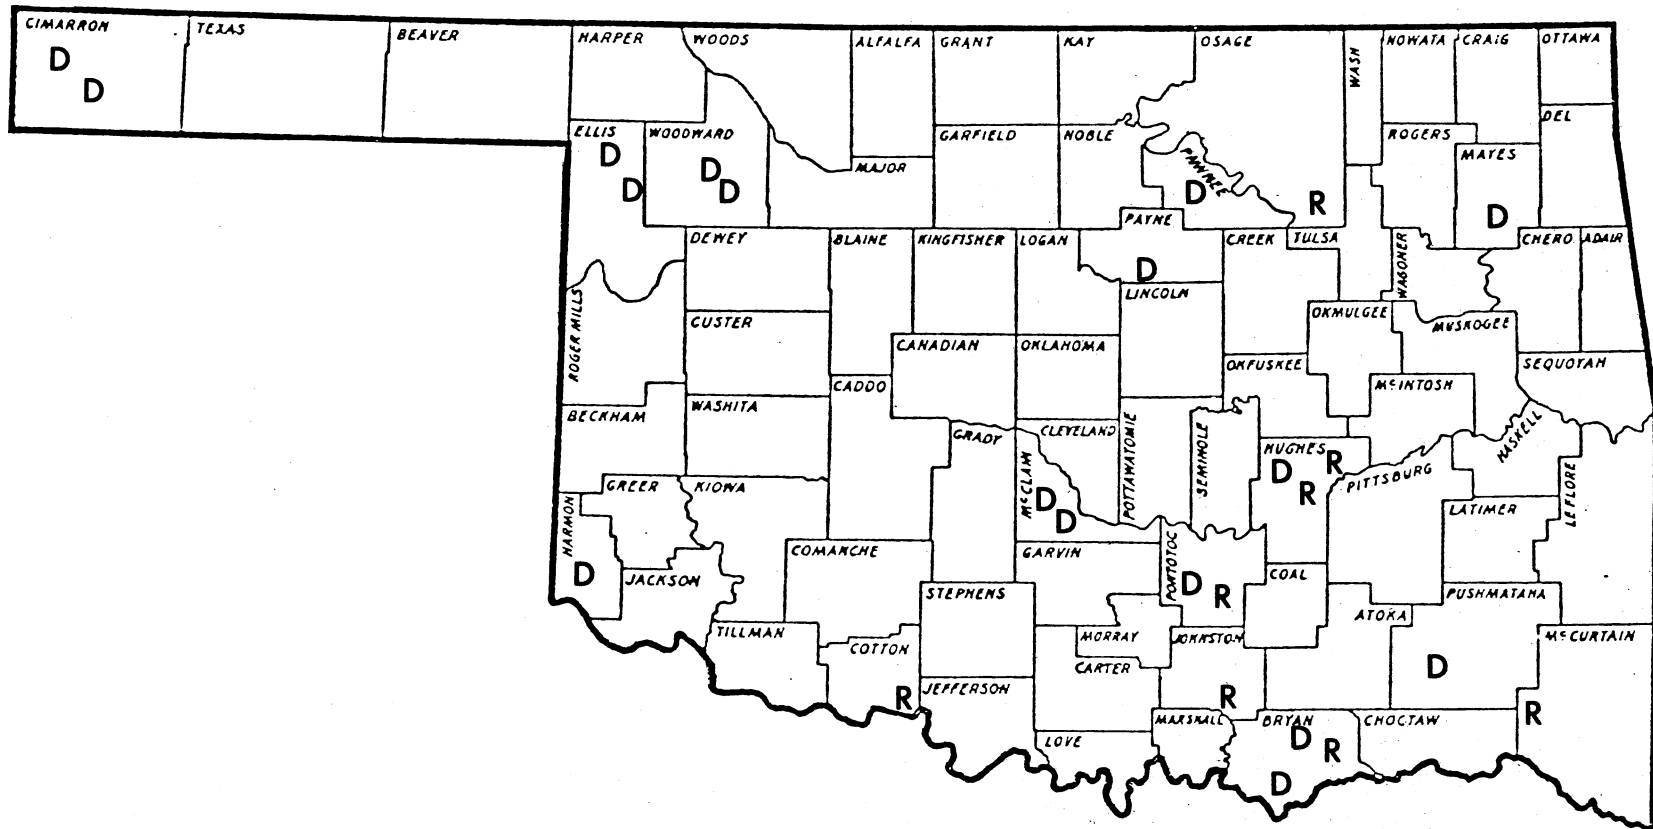 CIMARRON
TEXAS
BEAVER
HARPER
WOODS
ALFALFA
GRANT
KAY
OSAGE
WASH
NOWATA
CRAIG
OTTAWA
D
D
ELLIS
WOODWARD
MAJOR
GARFIELD
NOBLE
PAWNEE
ROGERS
MAYES
DEL
D
D
D
D
D
R
D
DEWEY
BLAINE
KINGFISHER
LOGAN
PAYNE
CREEK
TULSA
WAGONER
CHERO
ADAIR
D
LINCOLN
ROGER MILLS
CUSTER
CANADIAN
OKLAHOMA
OKMULGEE
MUSKOGEE
OKFUSKEE
SEQUOYAH
CADDO
MCINTOSH
BECKHAM
WASHITA
GRADY
CLEVELAND
MCCLAIN
POTTAWATOMIE
SEMINOLE
HUGHES
PITTSBURG
HASKELL
LE FLORE
D
R
R
D
D
GREER
KIOWA
LATIMER
HARMON
D
JACKSON
COMANCHE
GARVIN
PONTOTOC
D
R
COAL
STEPHENS
ATOKA
PUSHMATAHA
TILLMAN
COTTON
MORRAY
JOHNSTON
MCCURTAIN
CARTER
D
R
JEFFERSON
R
R
LOVE
MARSHALL
BRYAN
CHOCTAW
D
R
D